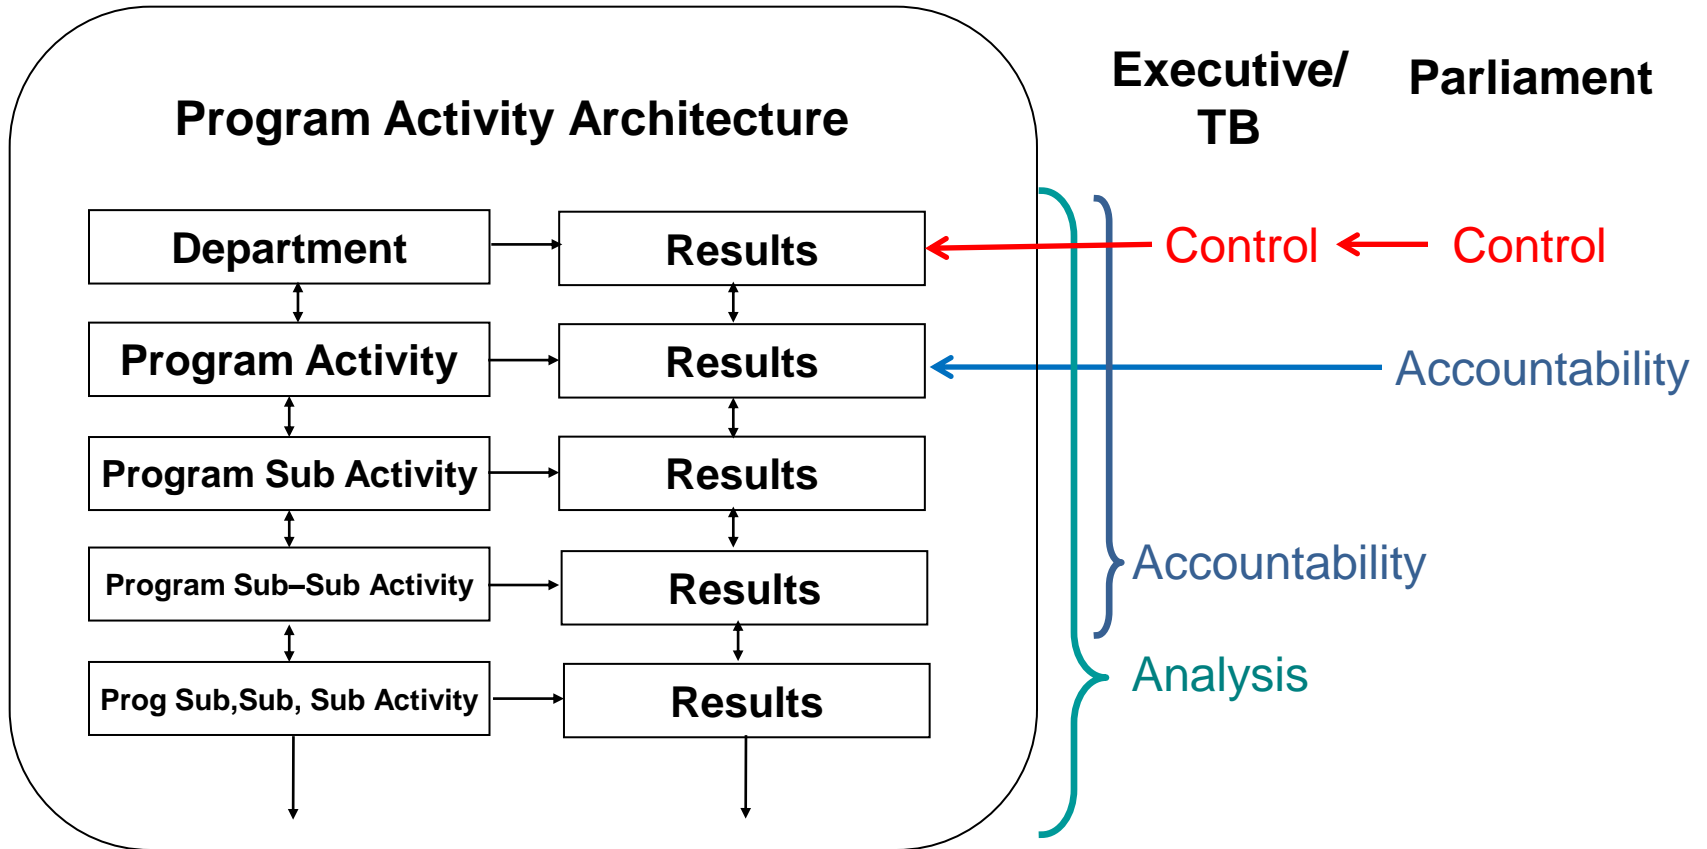 Executive/
TB
Parliament
Program Activity Architecture
Department
Results
Control
Control
Program Activity
Results
Accountability
Program Sub Activity
Results
Program Sub–Sub Activity
Results
Accountability
Prog Sub,Sub, Sub Activity
Results
Analysis